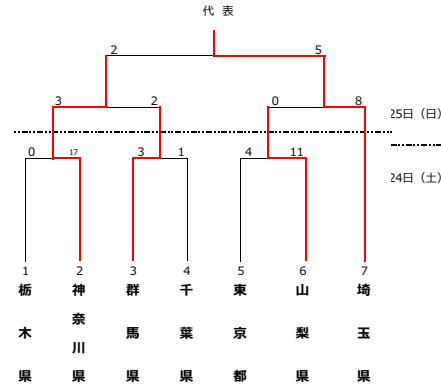 代 表
2 5
3 2 0 8
25日（日）
0 17 3 1 4 11
24日（土）
1 2 3 4 5 6 7
栃木県
神奈川県
群馬県
千葉県
東京都
山梨県
埼玉県